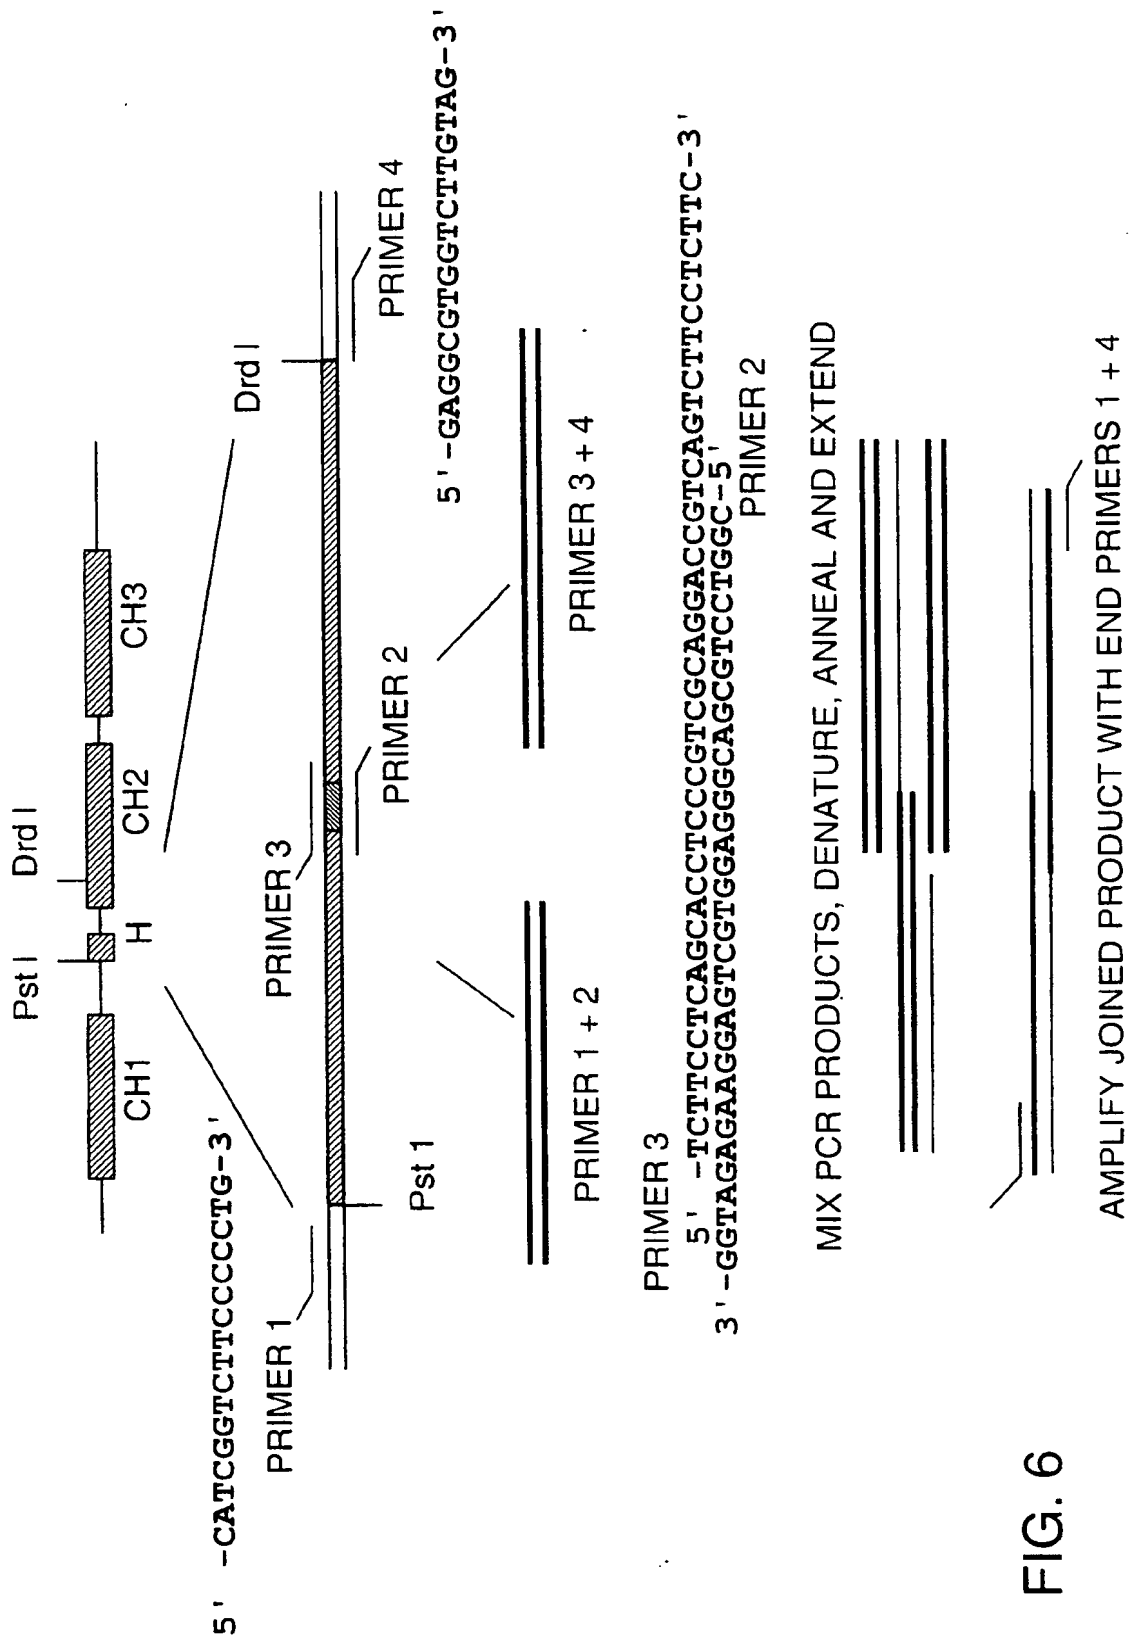 Pst I
Drd I
CH1
H
CH2
CH3
5' -CATCGGTCTTCCCCCTG-3'
Drd I
PRIMER 1
PRIMER 3
Pst 1
PRIMER 2
PRIMER 4
5'-GAGGCGTGGTCTTGTAG-3'
PRIMER 1 + 2
PRIMER 3 + 4
PRIMER 3
5' -TCTTCCTCAGCACCTCCCGTCGCAGGACCGTCAGTCTTCCTCTTTC-3'
3'-GGTAGAGAAGGAGTCGTGGAGGGCAGCGTCCTGGC-5'
PRIMER 2
MIX PCR PRODUCTS, DENATURE, ANNEAL AND EXTEND
AMPLIFY JOINED PRODUCT WITH END PRIMERS 1 + 4
FIG. 6